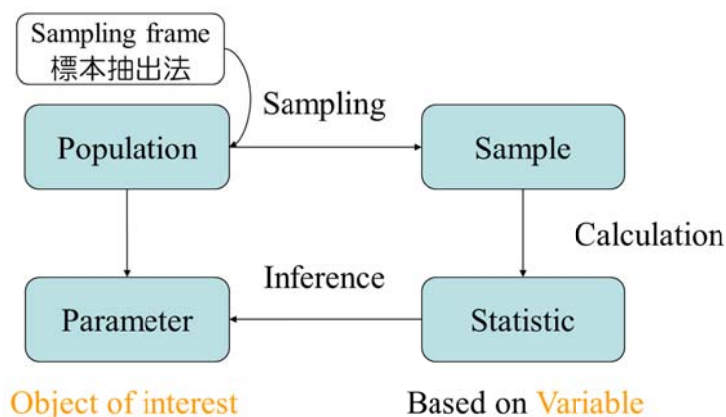 Sampling frame
標本抽出法
Sampling
Population
Sample
Calculation
Inference
Parameter
Statistic
Object of interest
Based on Variable